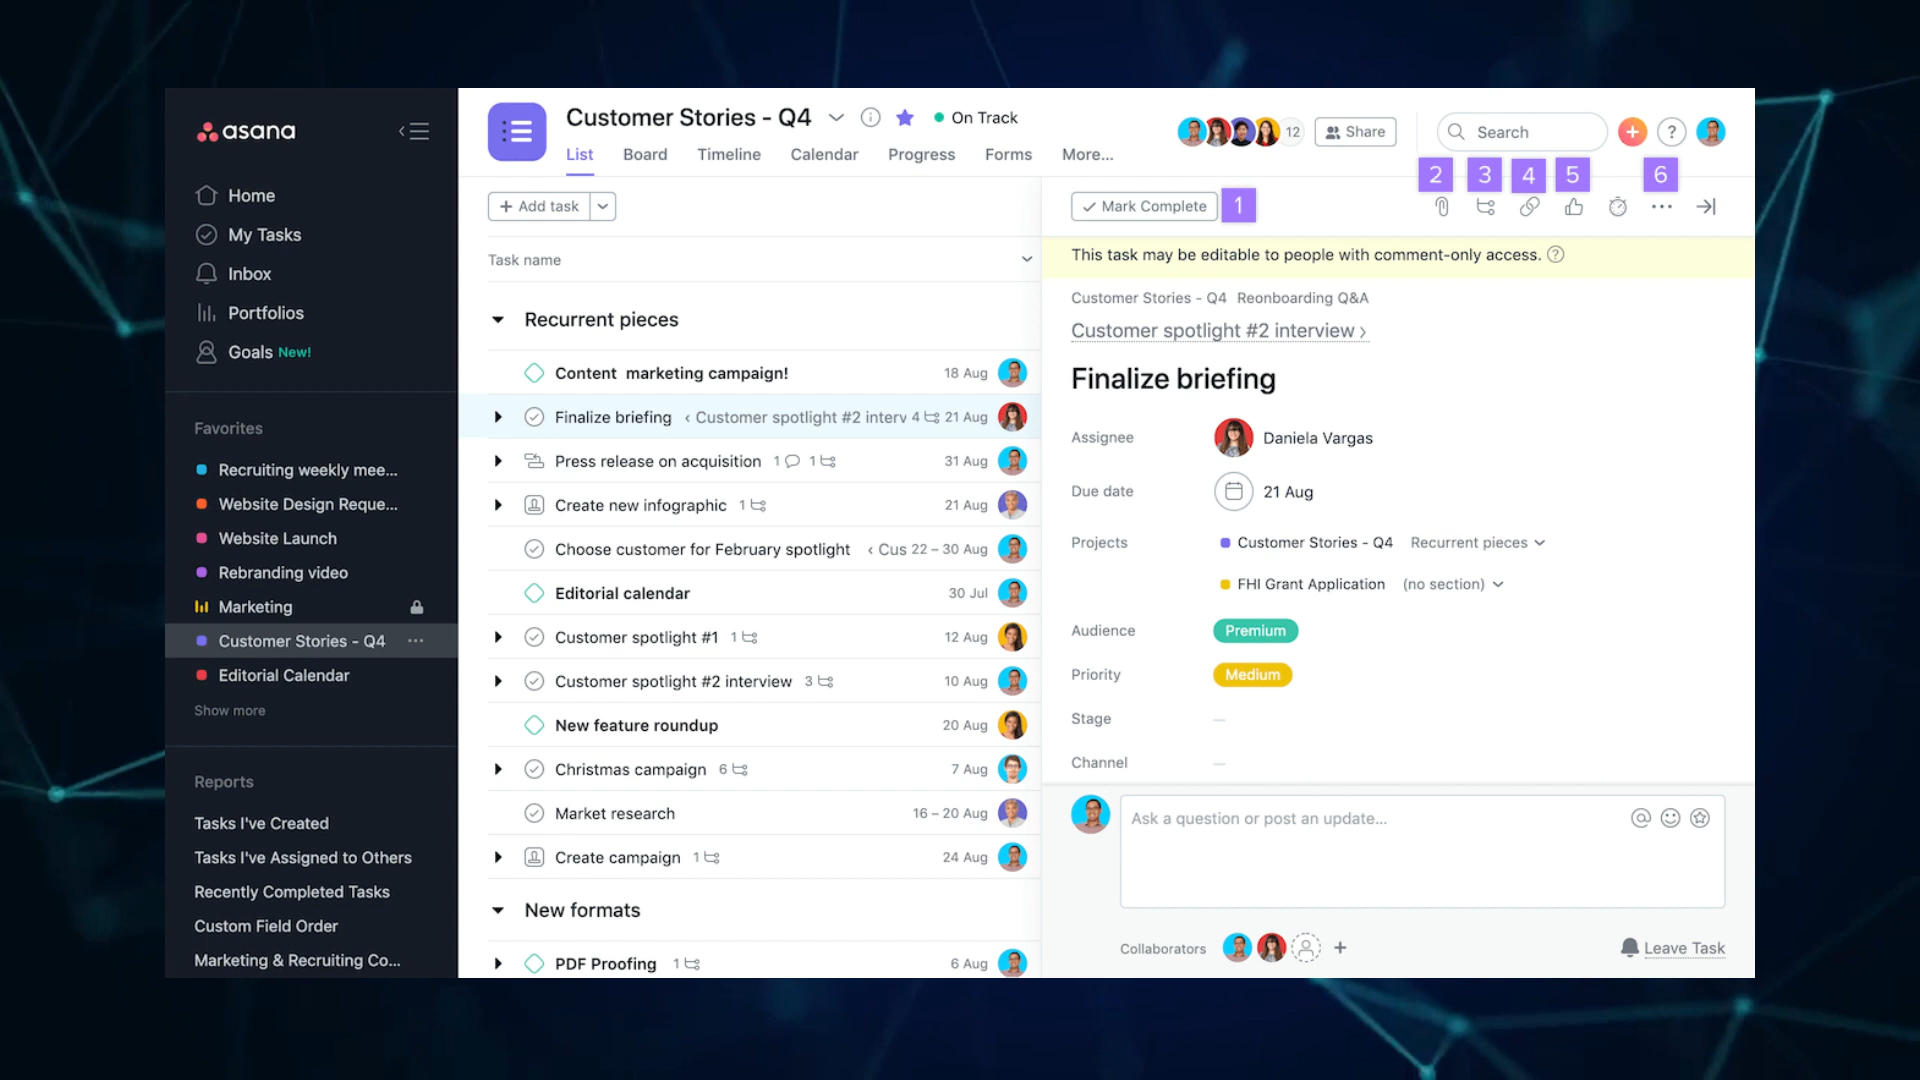 asana
Home
My Tasks
Inbox
Portfolios
Goals New!
Favorites
Recruiting weekly mee...
Website Design Reque...
Website Launch
Rebranding video
Marketing
Customer Stories - Q4
Editorial Calendar
Show more
Reports
Tasks I've Created
Tasks I've Assigned to Others
Recently Completed Tasks
Custom Field Order
Marketing & Recruiting Co...
Customer Stories - Q4 On Track
List Board Timeline Calendar Progress Forms More...
12 Share
Search
+ ?
+ Add task
Task name
Recurrent pieces
Content marketing campaign! 18 Aug
Finalize briefing ‹ Customer spotlight #2 interv 4 21 Aug
Press release on acquisition 1 1 31 Aug
Create new infographic 1 21 Aug
Choose customer for February spotlight ‹ Cus 22 – 30 Aug
Editorial calendar 30 Jul
Customer spotlight #1 1 12 Aug
Customer spotlight #2 interview 3 10 Aug
New feature roundup 20 Aug
Christmas campaign 6 7 Aug
Market research 16 – 20 Aug
Create campaign 1 24 Aug
New formats
PDF Proofing 1 6 Aug
Mark Complete 1
2 3 4 5 6
This task may be editable to people with comment-only access. ?
Customer Stories - Q4 Reonboarding Q&A
Customer spotlight #2 interview ›
Finalize briefing
Assignee Daniela Vargas
Due date 21 Aug
Projects Customer Stories - Q4 Recurrent pieces
FHI Grant Application (no section)
Audience Premium
Priority Medium
Stage —
Channel —
Ask a question or post an update...
Collaborators +
Leave Task